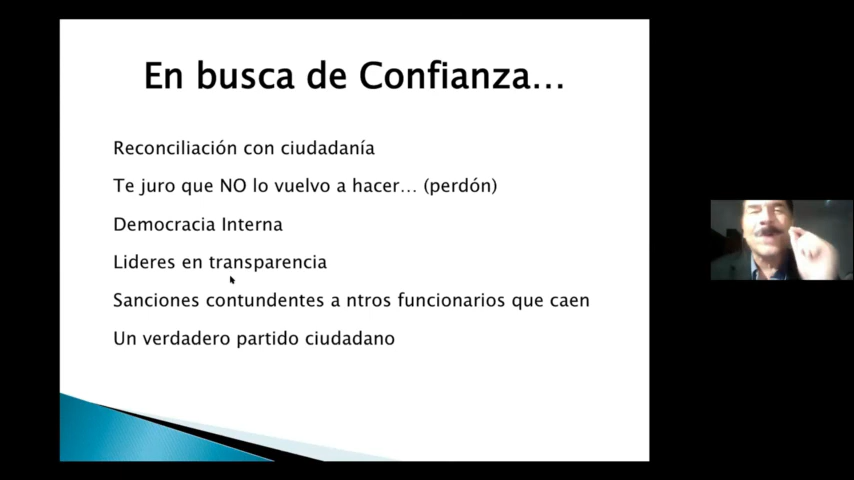 En busca de Confianza...
Reconciliación con ciudadanía
Te juro que NO lo vuelvo a hacer... (perdón)
Democracia Interna
Lideres en transparencia
Sanciones contundentes a ntros funcionarios que caen
Un verdadero partido ciudadano